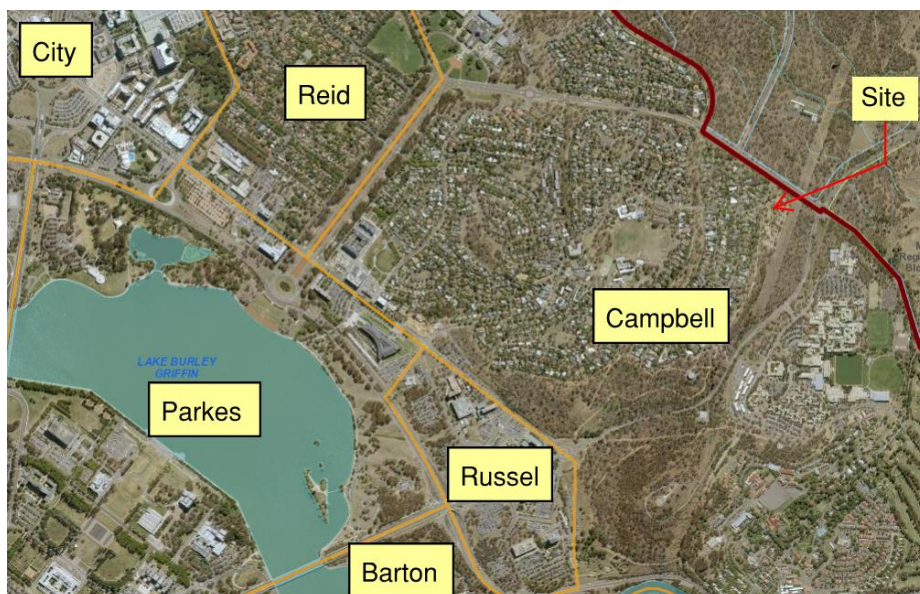 City
Reid
Site
Campbell
LAKE BURLEY
GRIFFIN
Parkes
Russel
Barton